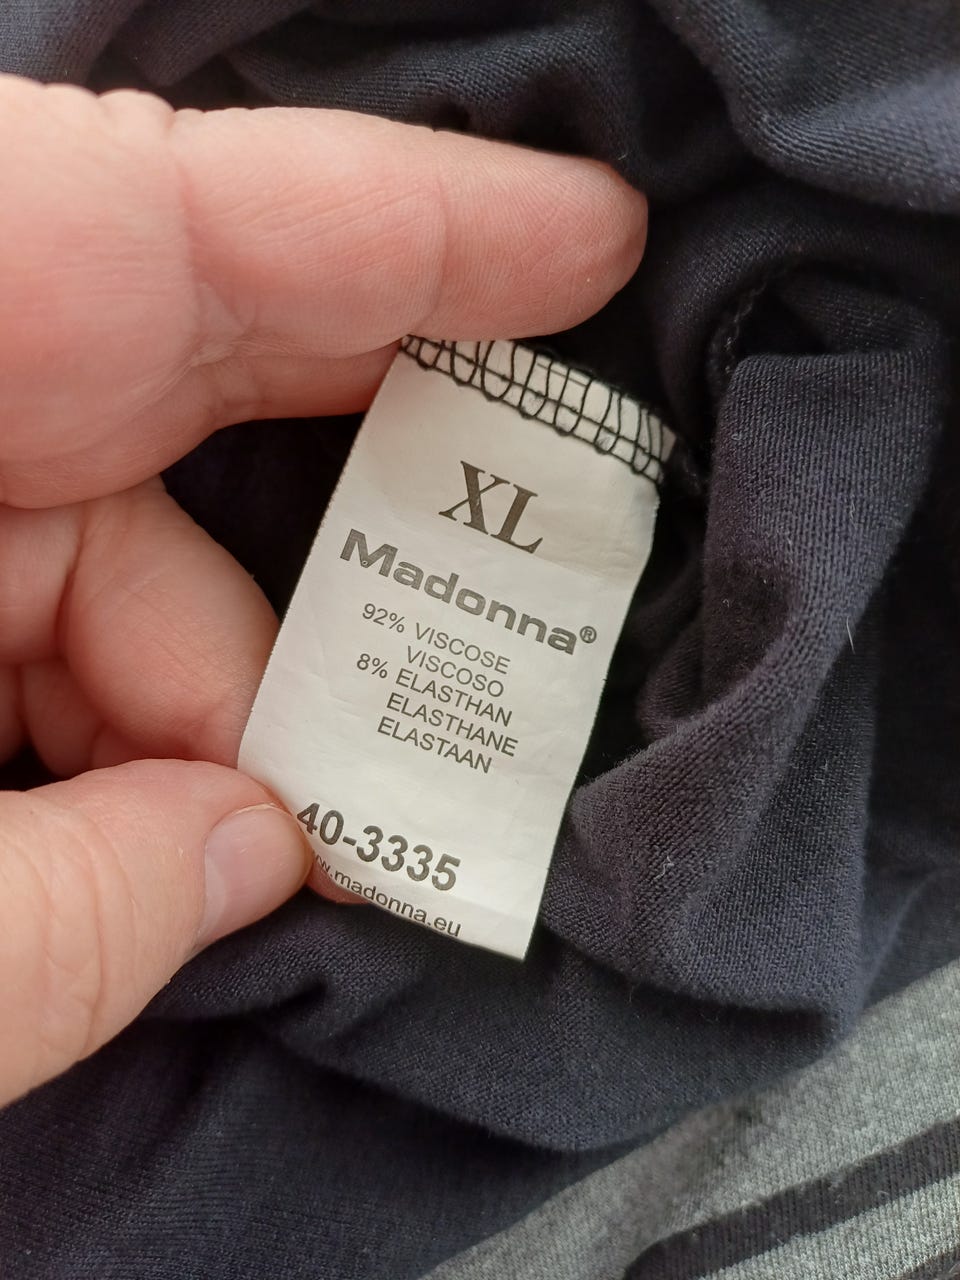 XL
Madonna®
92% VISCOSE
VISCOSO
8% ELASTHAN
ELASTHANE
ELASTAAN
40-3335
w.madonna.eu